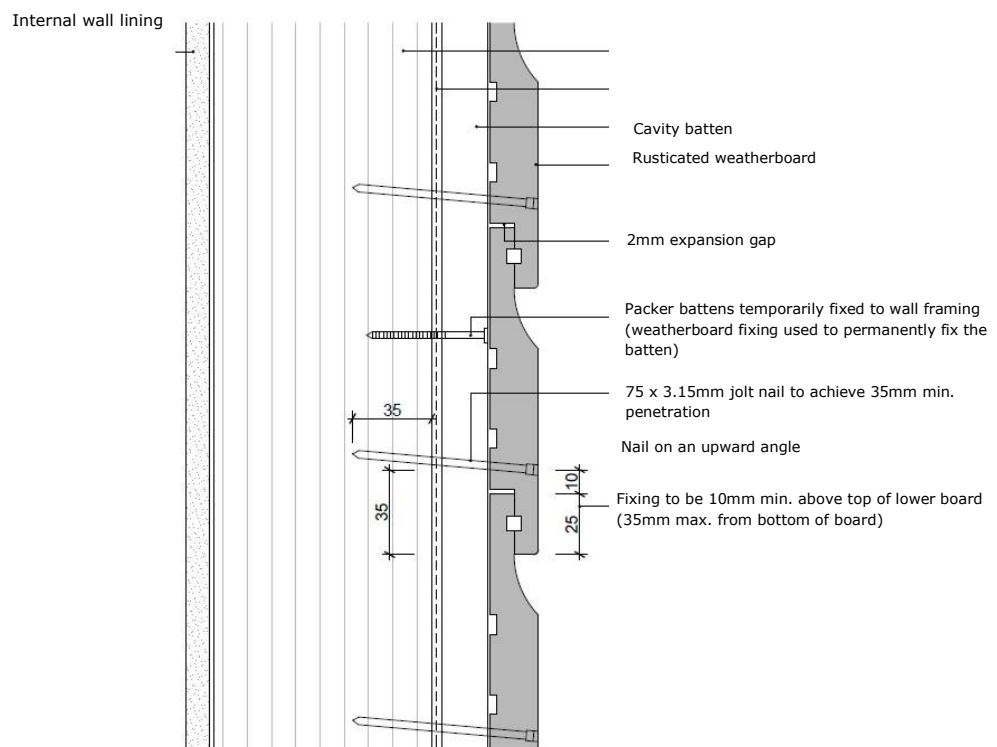 Internal wall lining
Cavity batten
Rusticated weatherboard
2mm expansion gap
Packer battens temporarily fixed to wall framing
(weatherboard fixing used to permanently fix the
batten)
75 x 3.15mm jolt nail to achieve 35mm min.
penetration
35
Nail on an upward angle
10
Fixing to be 10mm min. above top of lower board
(35mm max. from bottom of board)
35
25